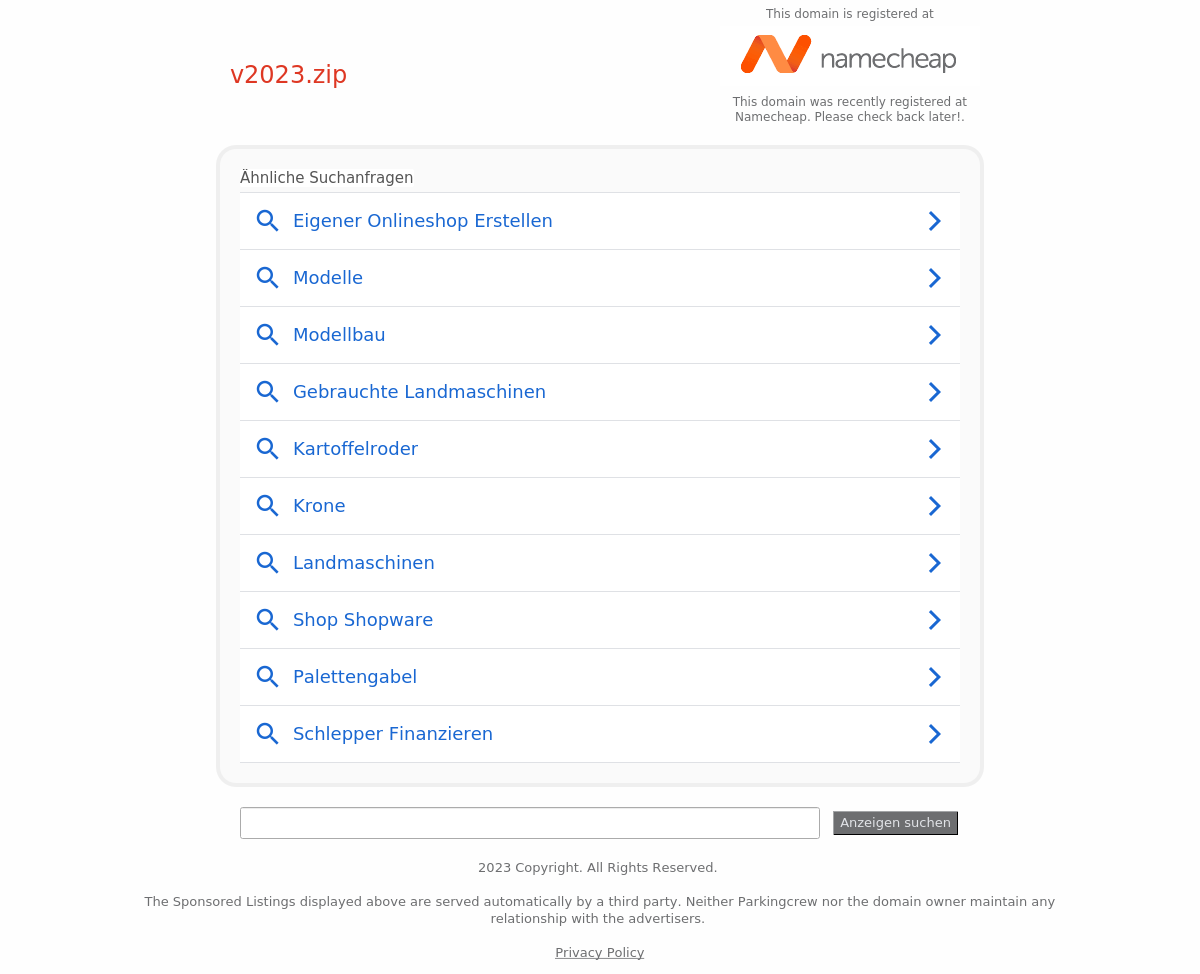 This domain is registered at
namecheap
v2023.zip
This domain was recently registered at
Namecheap. Please check back later!.
Ähnliche Suchanfragen
Eigener Onlineshop Erstellen
Modelle
Modellbau
Gebrauchte Landmaschinen
Kartoffelroder
Krone
Landmaschinen
Shop Shopware
Palettengabel
Schlepper Finanzieren
Anzeigen suchen
2023 Copyright. All Rights Reserved.
The Sponsored Listings displayed above are served automatically by a third party. Neither Parkingcrew nor the domain owner maintain any
relationship with the advertisers.
Privacy Policy